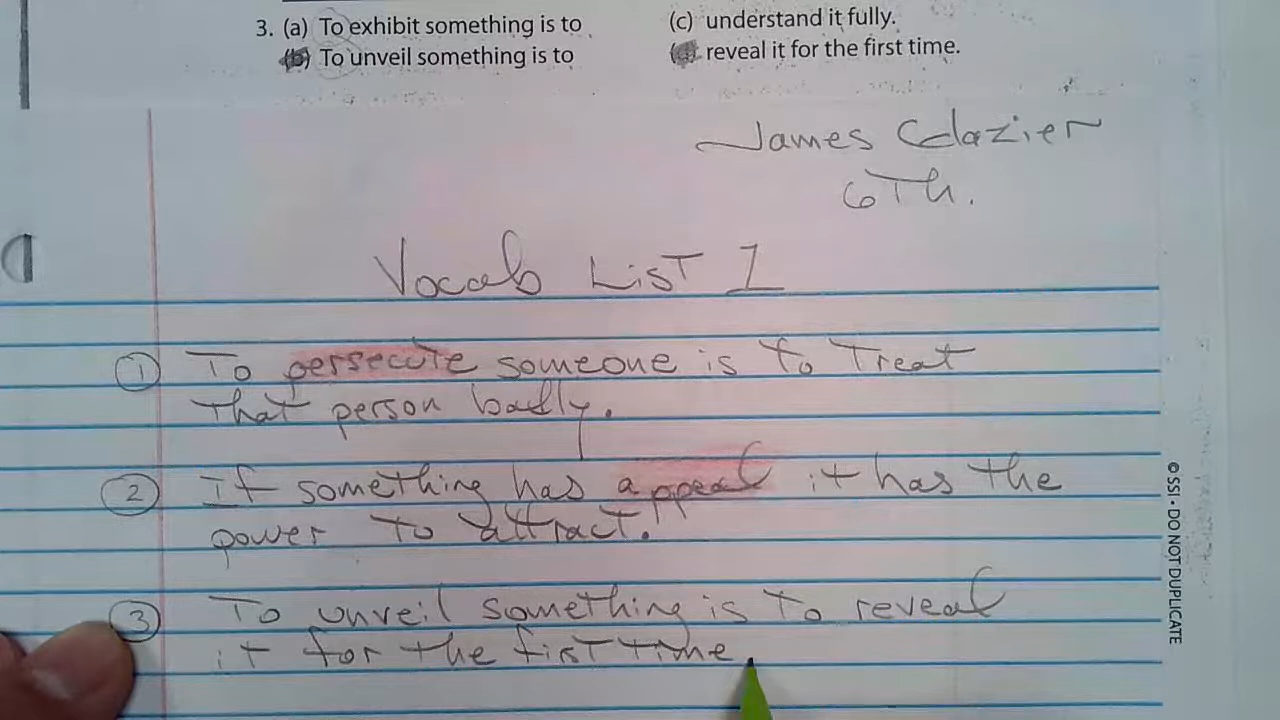 3. (a) To exhibit something is to (c) understand it fully.
(b) To unveil something is to (d) reveal it for the first time.
James Glazier
6Th.
Vocab List 1
1 To persecute someone is to Treat
that person badly.
2 If something has appeal it has the
power to attract.
3 To unveil something is to reveal
it for the first time.
© SSI • DO NOT DUPLICATE